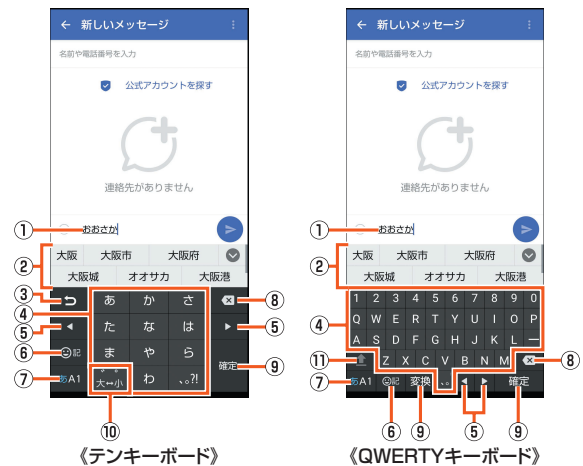 ← 新しいメッセージ
名前や電話番号を入力
公式アカウントを探す
連絡先がありません
① おおさか
② 大阪 大阪市 大阪府
大阪城 オオサカ 大阪港
③ あ か さ ⑧
④ た な は ⑤
⑤
⑥ 記 ま や ら
確定 ⑨
⑦ あA1 大↔小 わ 、。?!
⑩
《テンキーボード》
← 新しいメッセージ
名前や電話番号を入力
公式アカウントを探す
連絡先がありません
① おおさか
② 大阪 大阪市 大阪府
大阪城 オオサカ 大阪港
1 2 3 4 5 6 7 8 9 0
④ Q W E R T Y U I O P
A S D F G H J K L ー
⑪ Z X C V B N M ⑧
⑦ あA1 記 変換 、。 ◀ ▶ 確定
⑥ ⑨ ⑤ ⑨
《QWERTYキーボード》